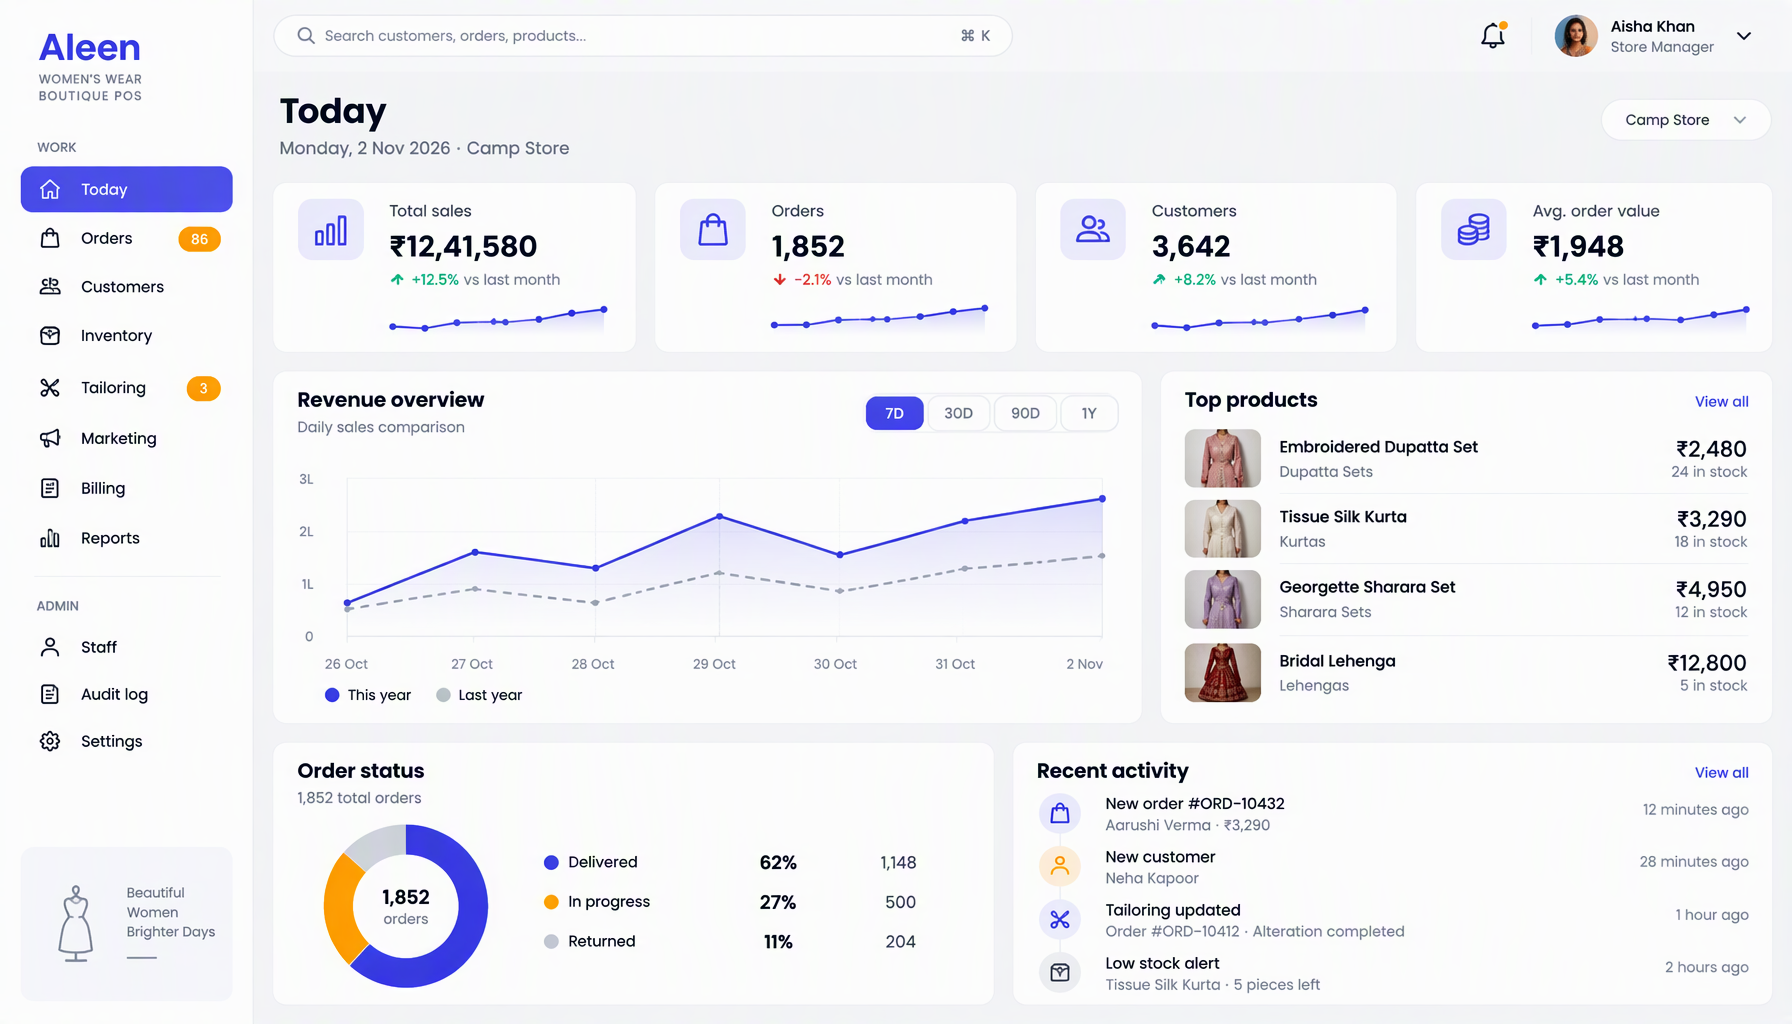 Aleen
WOMEN'S WEAR
BOUTIQUE POS
WORK
Today
Orders 86
Customers
Inventory
Tailoring 3
Marketing
Billing
Reports
ADMIN
Staff
Audit log
Settings
Beautiful
Women
Brighter Days
Search customers, orders, products... ⌘ K
Aisha Khan
Store Manager
Today
Monday, 2 Nov 2026 · Camp Store
Camp Store
Total sales
₹12,41,580
+12.5% vs last month
Orders
1,852
-2.1% vs last month
Customers
3,642
+8.2% vs last month
Avg. order value
₹1,948
+5.4% vs last month
Revenue overview
Daily sales comparison
7D 30D 90D 1Y
3L
2L
1L
0
26 Oct 27 Oct 28 Oct 29 Oct 30 Oct 31 Oct 2 Nov
This year Last year
Top products View all
Embroidered Dupatta Set ₹2,480
Dupatta Sets 24 in stock
Tissue Silk Kurta ₹3,290
Kurtas 18 in stock
Georgette Sharara Set ₹4,950
Sharara Sets 12 in stock
Bridal Lehenga ₹12,800
Lehengas 5 in stock
Order status
1,852 total orders
1,852
orders
Delivered 62% 1,148
In progress 27% 500
Returned 11% 204
Recent activity View all
New order #ORD-10432 12 minutes ago
Aarushi Verma · ₹3,290
New customer 28 minutes ago
Neha Kapoor
Tailoring updated 1 hour ago
Order #ORD-10412 · Alteration completed
Low stock alert 2 hours ago
Tissue Silk Kurta · 5 pieces left